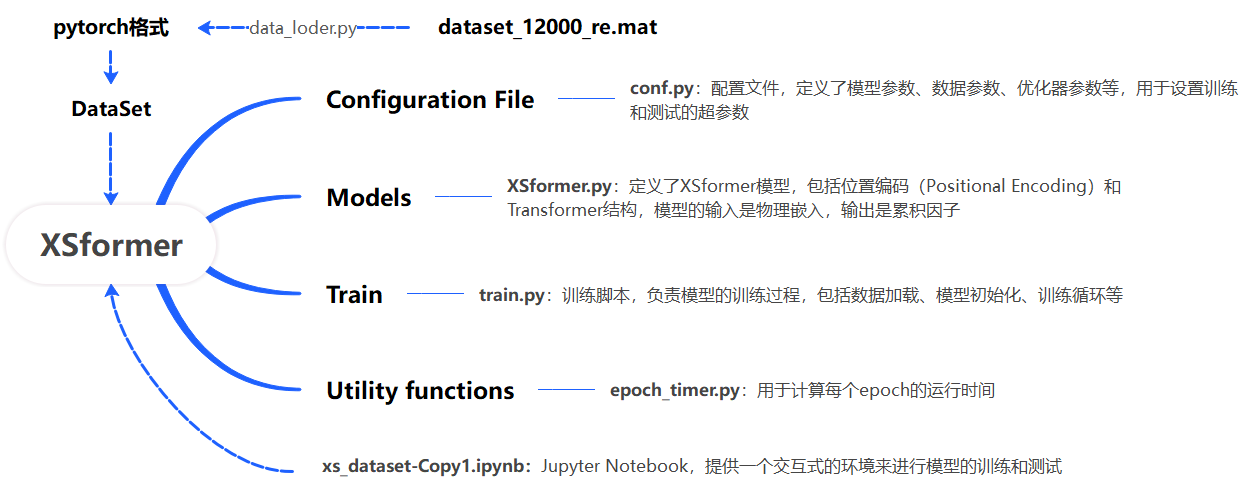 pytorch格式
data_loder.py
dataset_12000_re.mat
DataSet
XSformer
Configuration File
conf.py：配置文件，定义了模型参数、数据参数、优化器参数等，用于设置训练
和测试的超参数
Models
XSformer.py：定义了XSformer模型，包括位置编码（Positional Encoding）和
Transformer结构，模型的输入是物理嵌入，输出是累积因子
Train
train.py：训练脚本，负责模型的训练过程，包括数据加载、模型初始化、训练循环等
Utility functions
epoch_timer.py：用于计算每个epoch的运行时间
xs_dataset-Copy1.ipynb：Jupyter Notebook，提供一个交互式的环境来进行模型的训练和测试